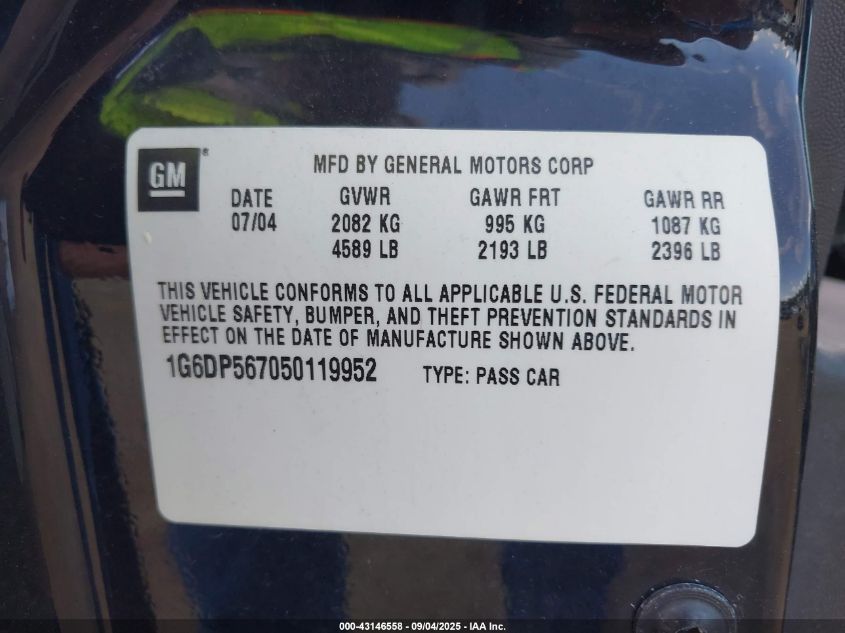 GM ®
MFD BY GENERAL MOTORS CORP
DATE GVWR GAWR FRT GAWR RR
07/04 2082 KG 995 KG 1087 KG
4589 LB 2193 LB 2396 LB
THIS VEHICLE CONFORMS TO ALL APPLICABLE U.S. FEDERAL MOTOR
VEHICLE SAFETY, BUMPER, AND THEFT PREVENTION STANDARDS IN
EFFECT ON THE DATE OF MANUFACTURE SHOWN ABOVE.
1G6DP567050119952 TYPE: PASS CAR
000-43146558 - 09/04/2025 - IAA Inc.